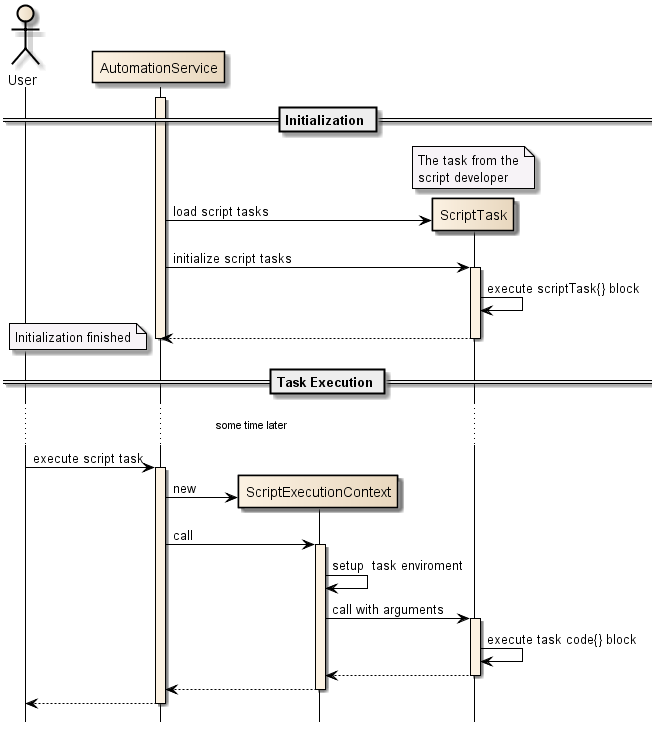 User
AutomationService
Initialization
The task from the
script developer
load script tasks
ScriptTask
initialize script tasks
execute scriptTask{} block
Initialization finished
Task Execution
some time later
execute script task
new
ScriptExecutionContext
call
setup  task enviroment
call with arguments
execute task code{} block